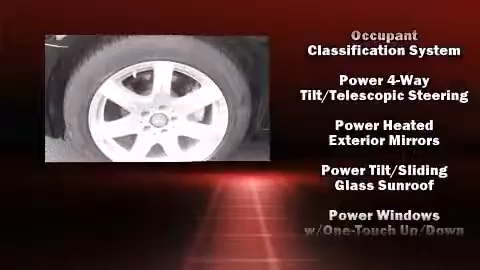 Occupant
Classification System
Power 4-Way
Tilt/Telescopic Steering
Power Heated
Exterior Mirrors
Power Tilt/Sliding
Glass Sunroof
Power Windows
w/One-Touch Up/Down